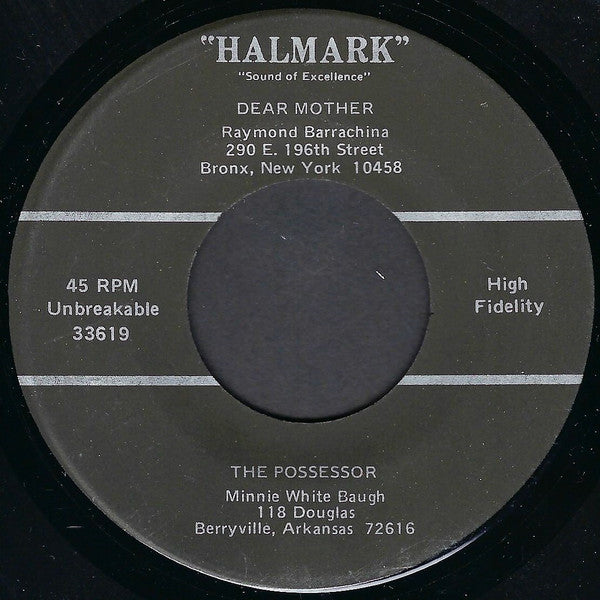 "HALMARK"
"Sound of Excellence"
DEAR MOTHER
Raymond Barrachina
290 E. 196th Street
Bronx, New York 10458
45 RPM
Unbreakable
33619
High
Fidelity
THE POSSESSOR
Minnie White Baugh
118 Douglas
Berryville, Arkansas 72616